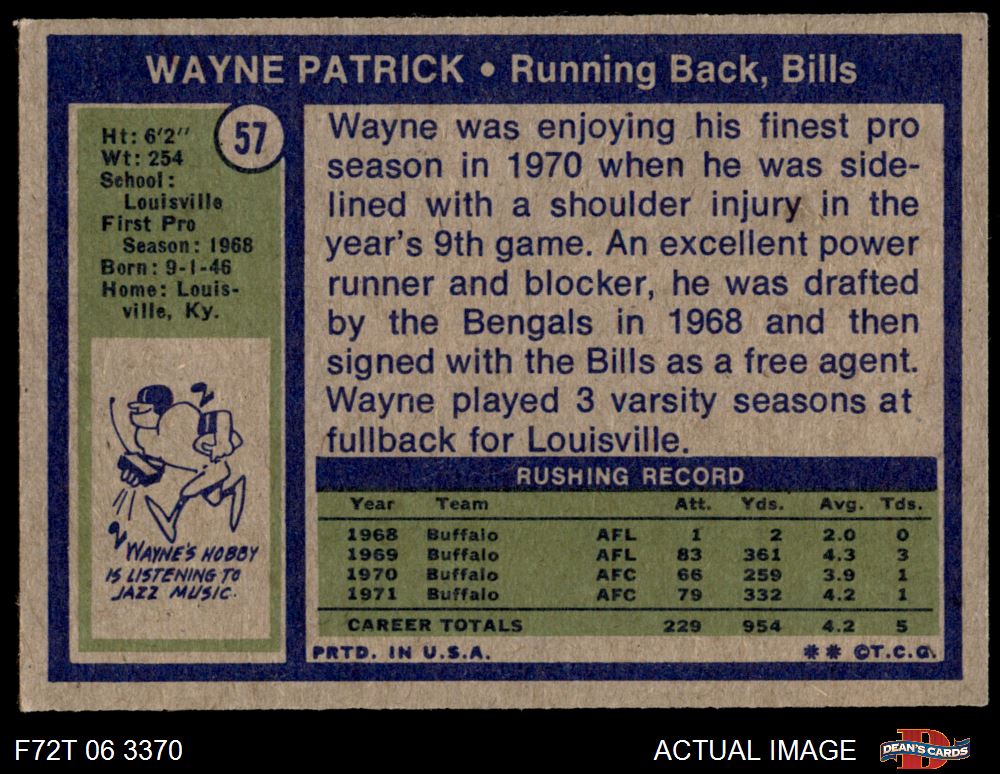 WAYNE PATRICK • Running Back, Bills
57
Ht: 6'2"
Wt: 254
School:
Louisville
First Pro
Season: 1968
Born: 9-1-46
Home: Louis-
ville, Ky.
Wayne was enjoying his finest pro
season in 1970 when he was side-
lined with a shoulder injury in the
year's 9th game. An excellent power
runner and blocker, he was drafted
by the Bengals in 1968 and then
signed with the Bills as a free agent.
Wayne played 3 varsity seasons at
fullback for Louisville.
WAYNE'S HOBBY
IS LISTENING TO
JAZZ MUSIC.
RUSHING RECORD
Year Team Att. Yds. Avg. Tds.
1968 Buffalo AFL 1 2 2.0 0
1969 Buffalo AFL 83 361 4.3 3
1970 Buffalo AFC 66 259 3.9 1
1971 Buffalo AFC 79 332 4.2 1
CAREER TOTALS 229 954 4.2 5
PRTD. IN U.S.A. ** ©T.C.G.
F72T 06 3370
ACTUAL IMAGE
DEAN'S CARDS